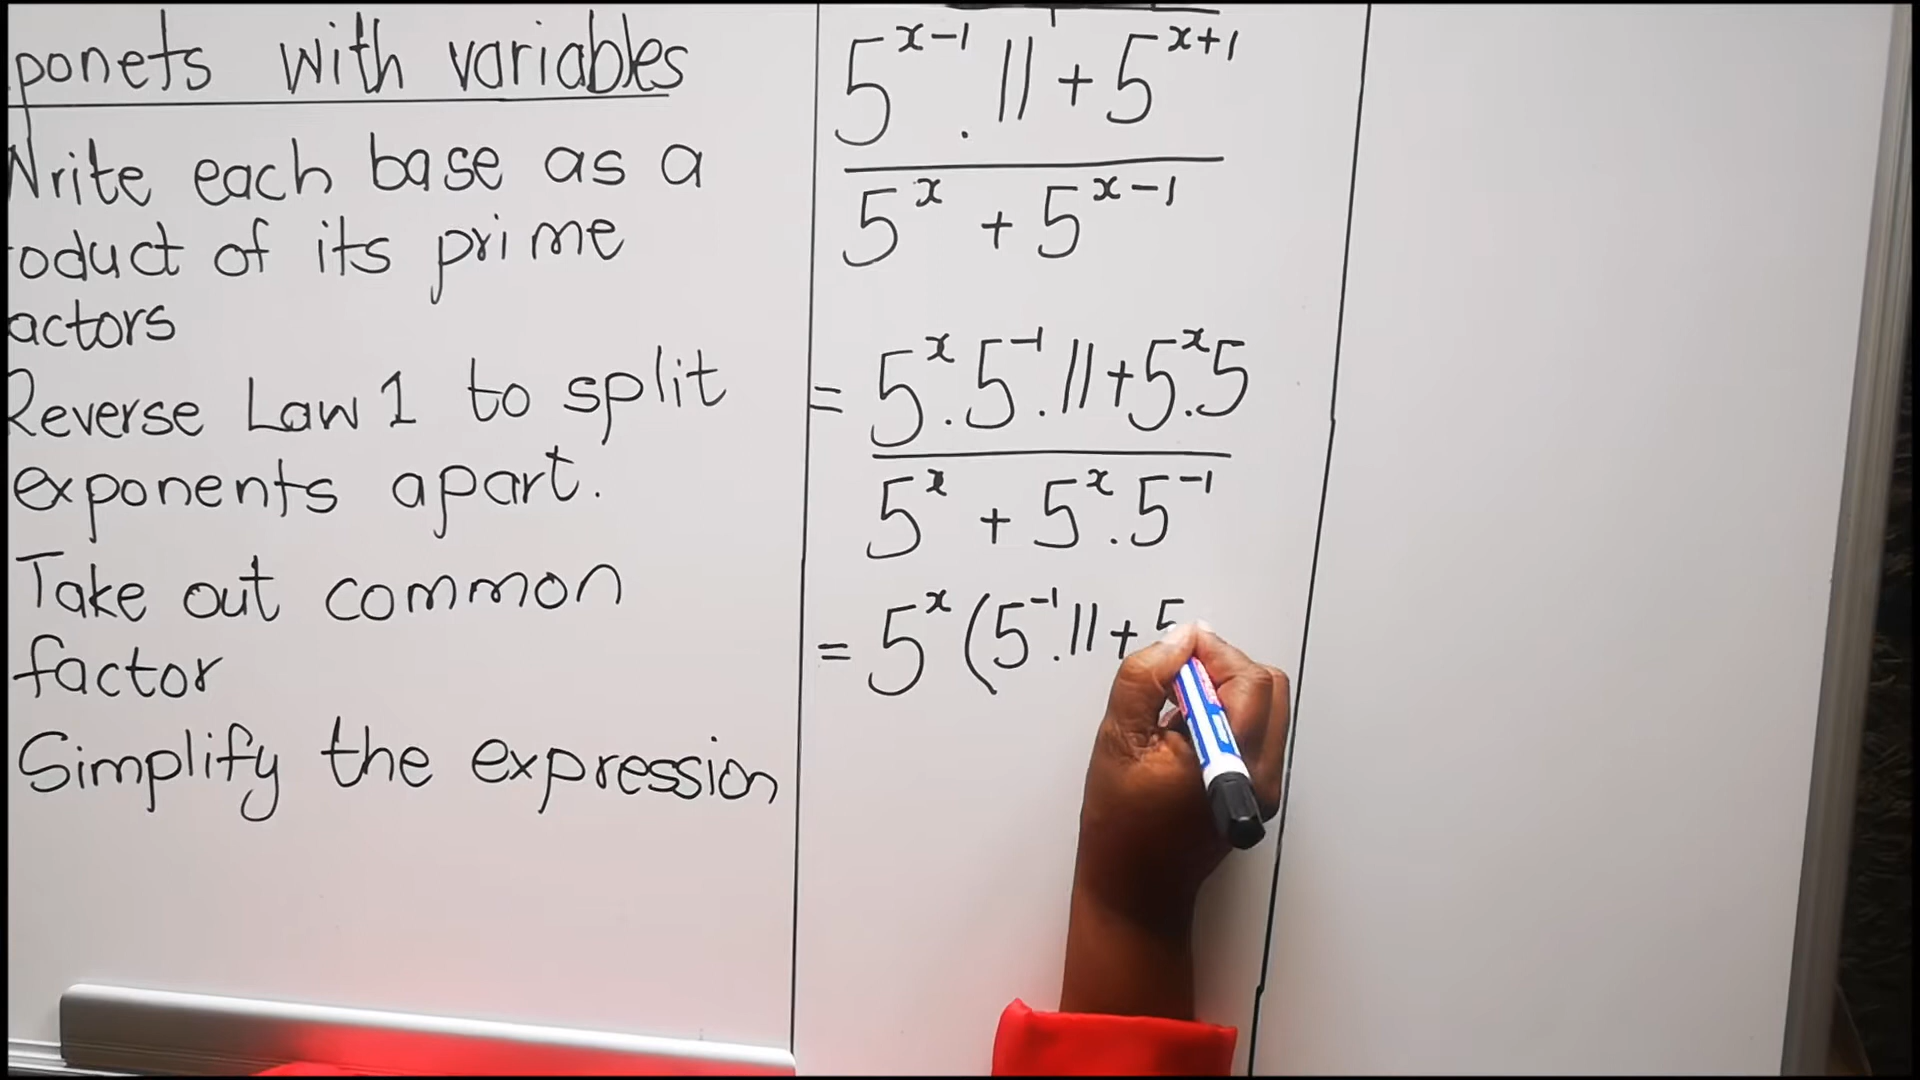 ponets with variables
Write each base as a
oduct of its prime
actors
Reverse Law 1 to split
exponents apart.
Take out common
factor
Simplify the expression
5^{x-1} . 11 + 5^{x+1}
5^x + 5^{x-1}
= 5^x . 5^{-1} . 11 + 5^x . 5
5^x + 5^x . 5^{-1}
= 5^x (5^{-1} . 11 + 5